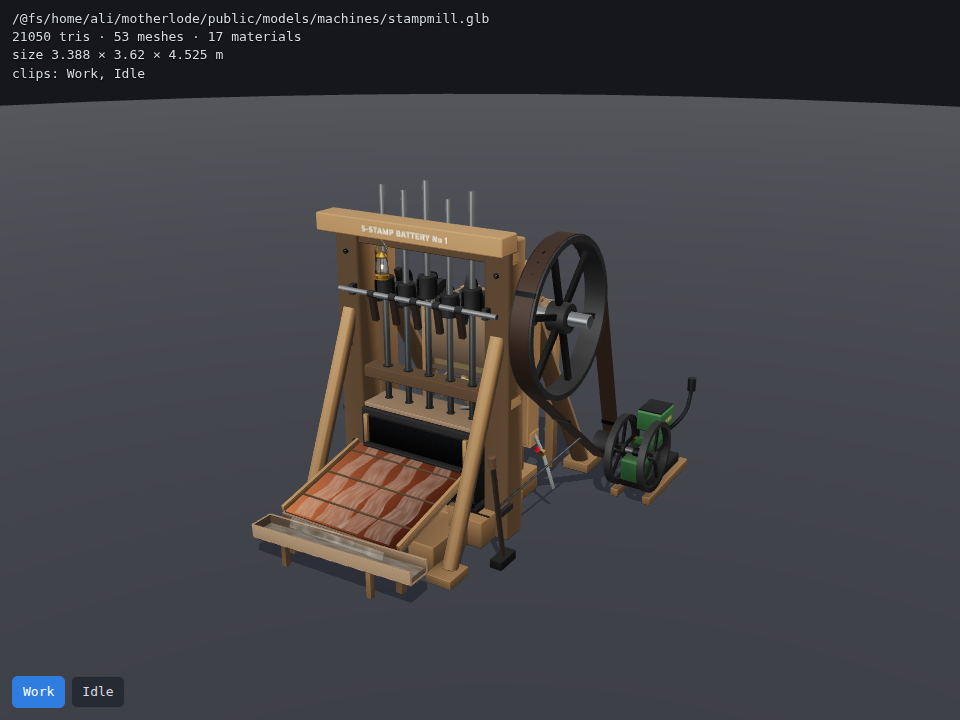 /@fs/home/ali/motherlode/public/models/machines/stampmill.glb
21050 tris · 53 meshes · 17 materials
size 3.388 × 3.62 × 4.525 m
clips: Work, Idle
5-STAMP BATTERY No 1
Work Idle